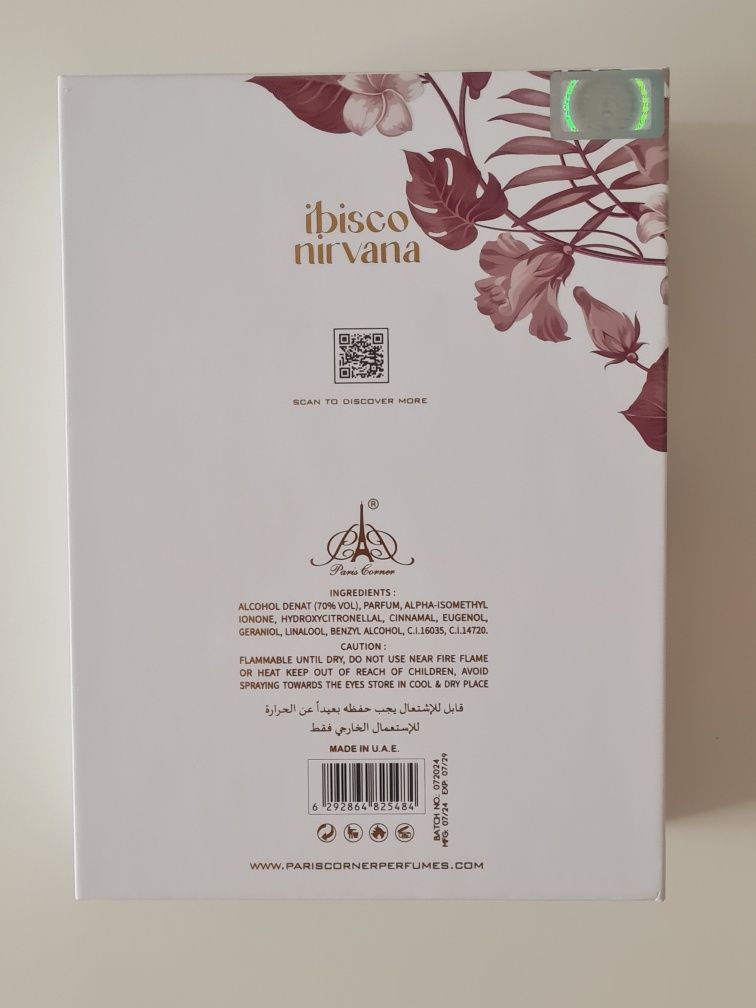 ibisco
nirvana
SCAN TO DISCOVER MORE
®
Paris Corner
INGREDIENTS :
ALCOHOL DENAT (70% VOL), PARFUM, ALPHA-ISOMETHYL
IONONE, HYDROXYCITRONELLAL, CINNAMAL, EUGENOL,
GERANIOL, LINALOOL, BENZYL ALCOHOL, C.I.16035, C.I.14720.
CAUTION :
FLAMMABLE UNTIL DRY, DO NOT USE NEAR FIRE FLAME
OR HEAT KEEP OUT OF REACH OF CHILDREN, AVOID
SPRAYING TOWARDS THE EYES STORE IN COOL & DRY PLACE
قابل للإشتعال يجب حفظه بعيداً عن الحرارة
للإستعمال الخارجي فقط
MADE IN U.A.E.
6 292864 825484
BATCH NO. 072024
MFG: 07/24 EXP: 07/29
WWW.PARISCORNERPERFUMES.COM